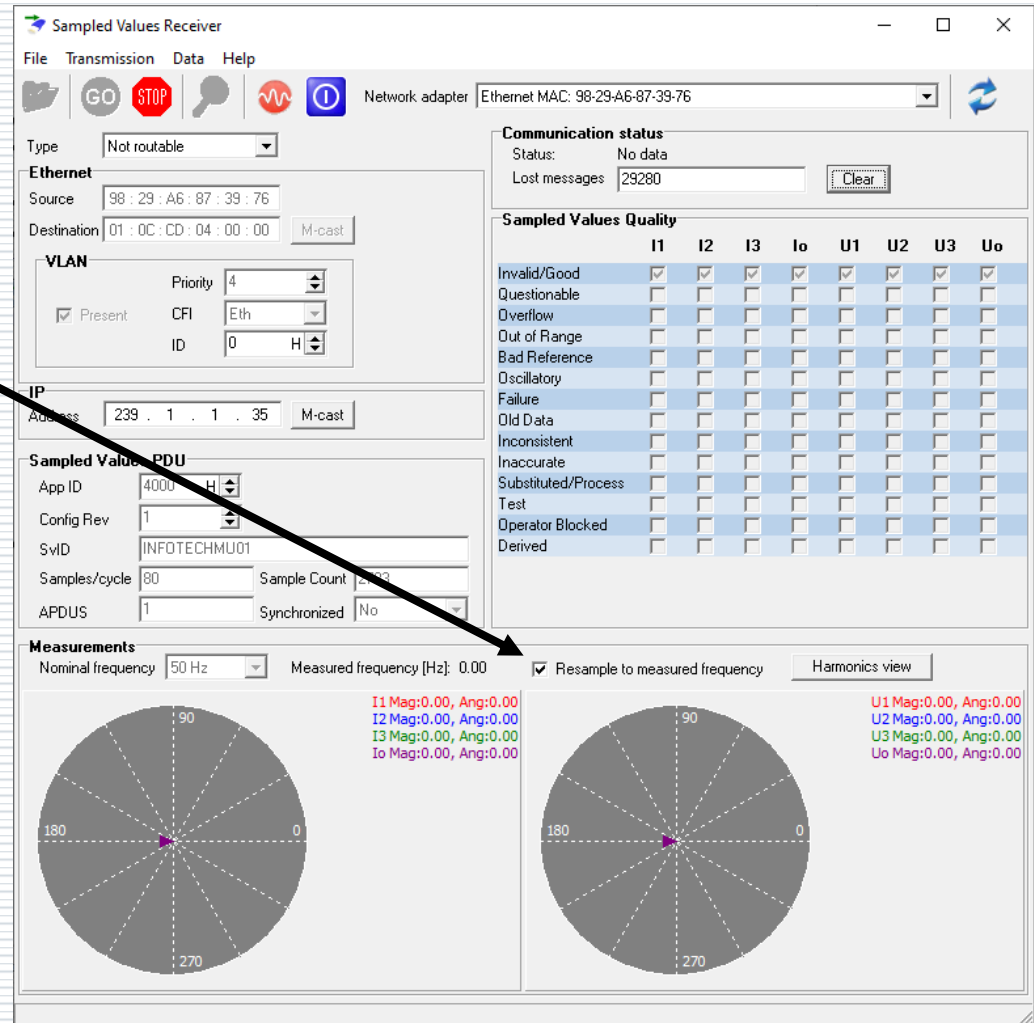 Sampled Values Receiver
File Transmission Data Help
GO STOP Network adapter Ethernet MAC: 98-29-A6-87-39-76
Type Not routable
Ethernet
Source 98 : 29 : A6 : 87 : 39 : 76
Destination 01 : 0C : CD : 04 : 00 : 00 M-cast
VLAN
Priority 4
Present CFI Eth
ID 0 H
IP
Address 239 . 1 . 1 . 35 M-cast
Sampled Values PDU
App ID 4000 H
Config Rev 1
SvID INFOTECHMU01
Samples/cycle 80 Sample Count
APDUS 1 Synchronized No
Communication status
Status: No data
Lost messages 29280 Clear
Sampled Values Quality
I1 I2 I3 Io U1 U2 U3 Uo
Invalid/Good
Questionable
Overflow
Out of Range
Bad Reference
Oscillatory
Failure
Old Data
Inconsistent
Inaccurate
Substituted/Process
Test
Operator Blocked
Derived
Measurements
Nominal frequency 50 Hz Measured frequency [Hz]: 0.00 Resample to measured frequency Harmonics view
I1 Mag:0.00, Ang:0.00
I2 Mag:0.00, Ang:0.00
I3 Mag:0.00, Ang:0.00
Io Mag:0.00, Ang:0.00
90
180 0
270
U1 Mag:0.00, Ang:0.00
U2 Mag:0.00, Ang:0.00
U3 Mag:0.00, Ang:0.00
Uo Mag:0.00, Ang:0.00
90
180 0
270